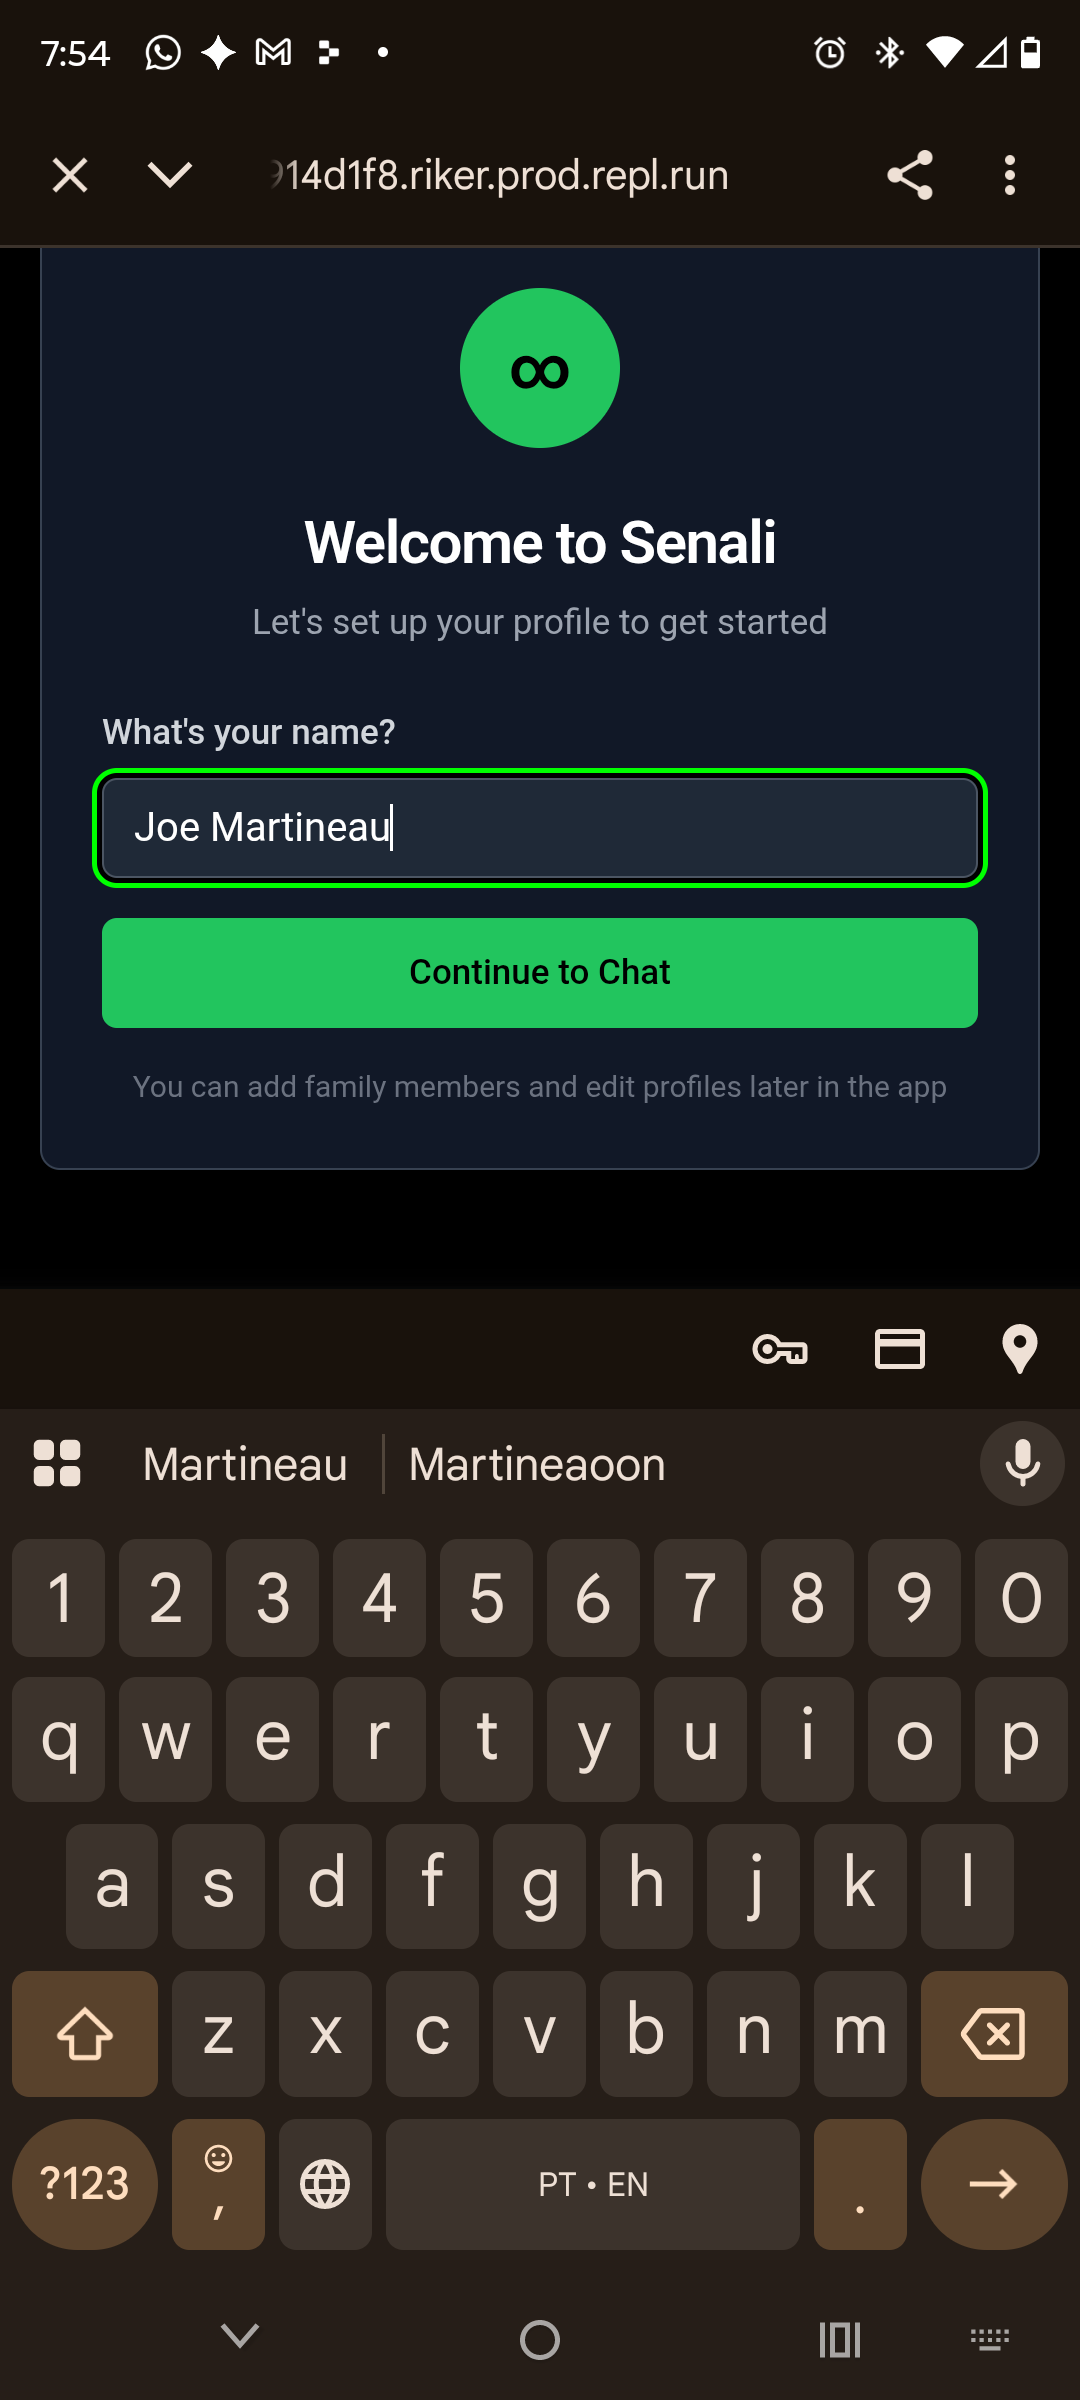 7:54
914d1f8.riker.prod.repl.run
∞
Welcome to Senali
Let's set up your profile to get started
What's your name?
Joe Martineau
Continue to Chat
You can add family members and edit profiles later in the app
Martineau Martineaoon
1 2 3 4 5 6 7 8 9 0
q w e r t y u i o p
a s d f g h j k l
z x c v b n m
?123 , PT • EN .